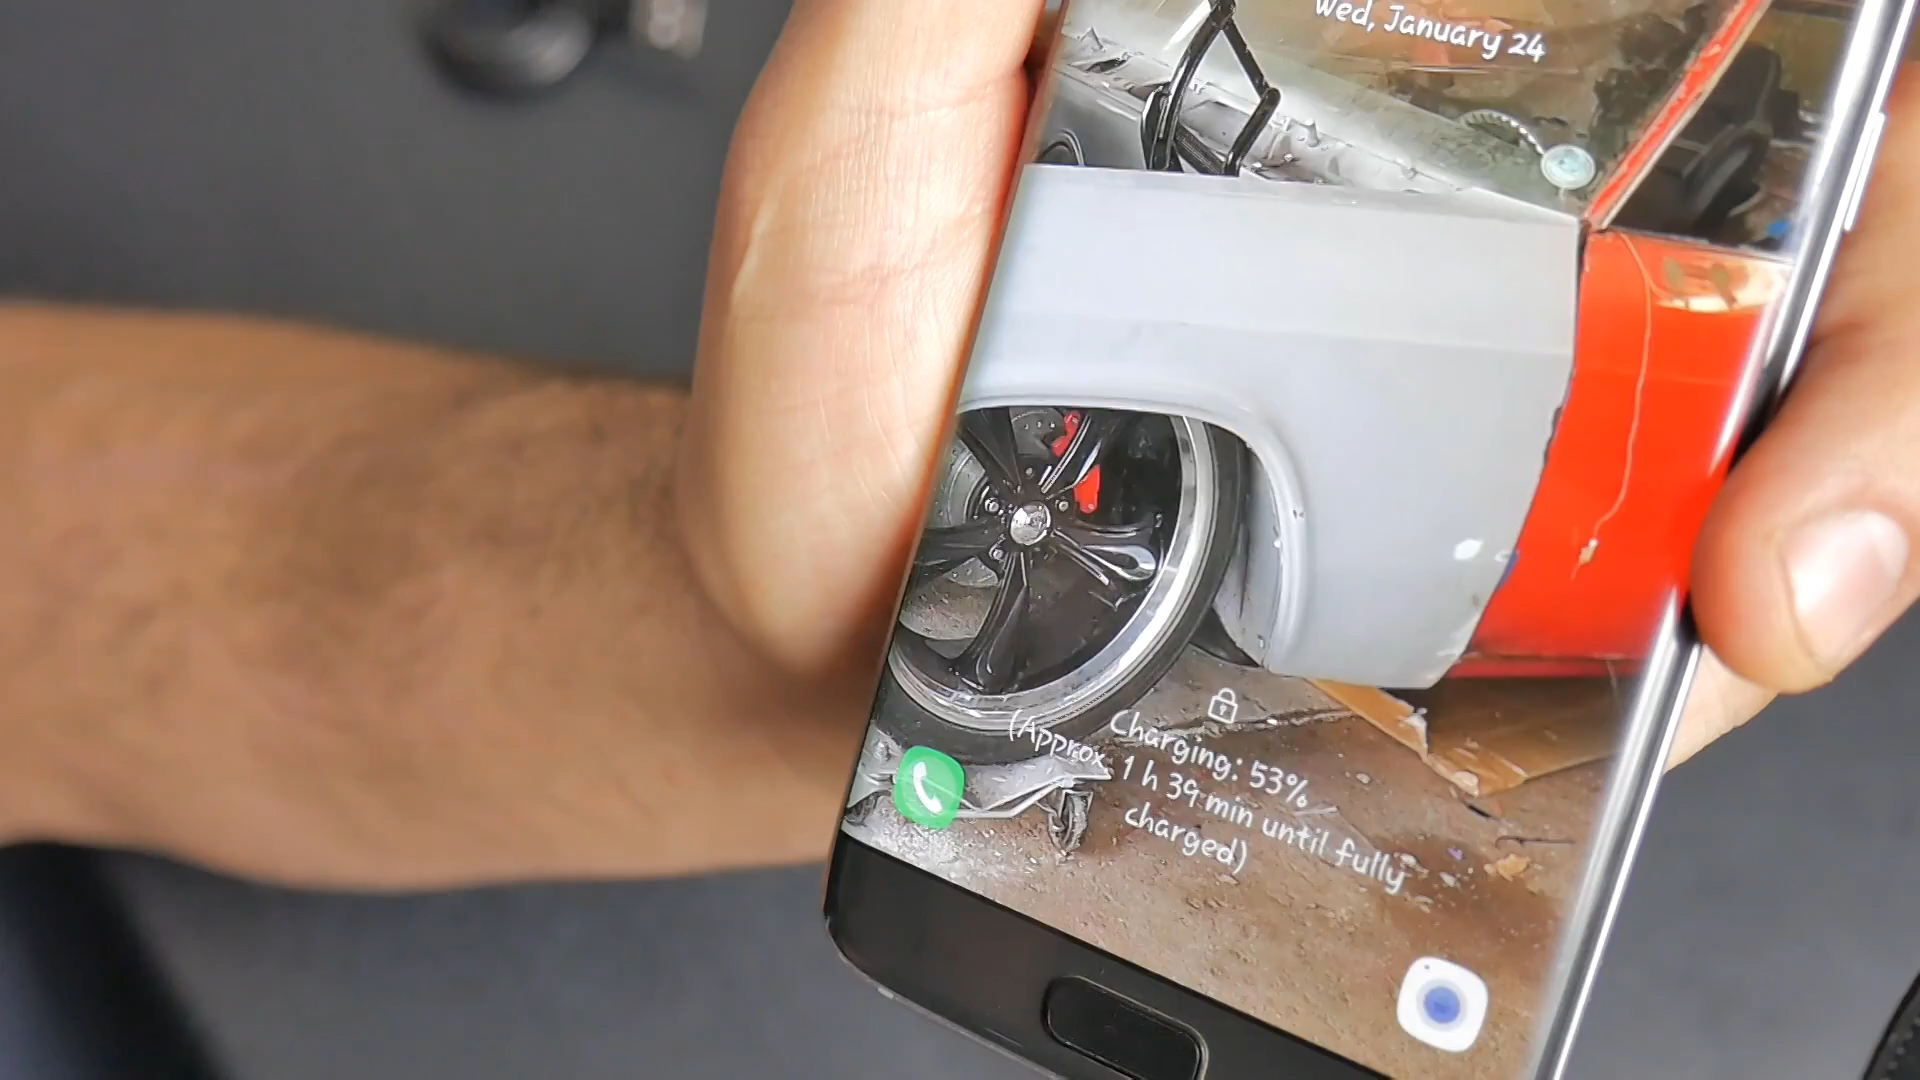 Wed, January 24
Charging: 53%
(Approx. 1 h 39 min until fully
charged)